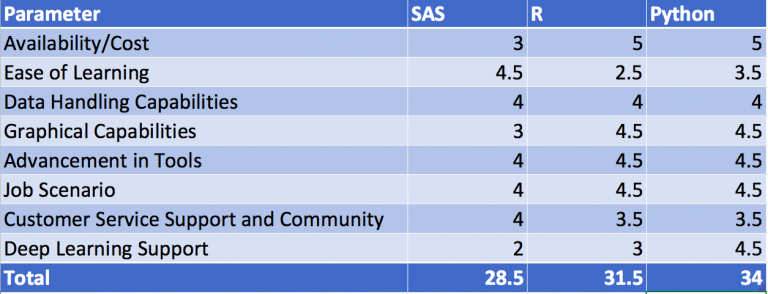 Parameter SAS R Python
Availability/Cost 3 5 5
Ease of Learning 4.5 2.5 3.5
Data Handling Capabilities 4 4 4
Graphical Capabilities 3 4.5 4.5
Advancement in Tools 4 4.5 4.5
Job Scenario 4 4.5 4.5
Customer Service Support and Community 4 3.5 3.5
Deep Learning Support 2 3 4.5
Total 28.5 31.5 34